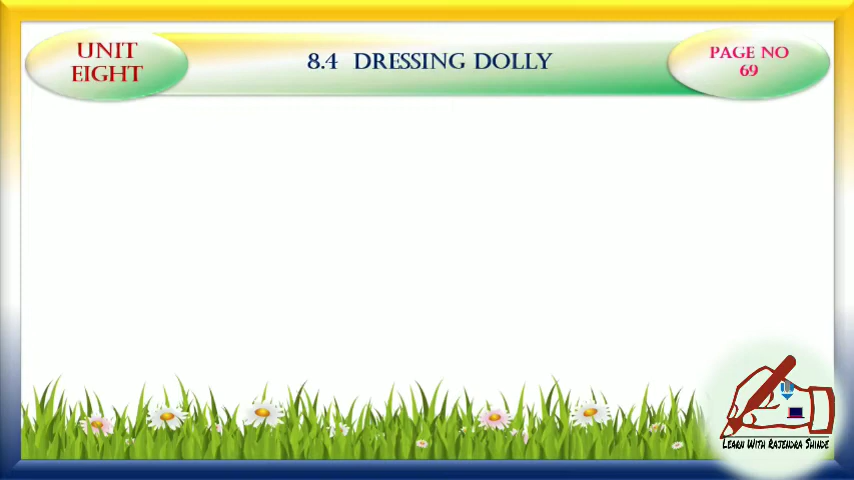 UNIT
EIGHT
8.4 DRESSING DOLLY
PAGE NO
69
LEARN WITH RAJENDRA SHINDE